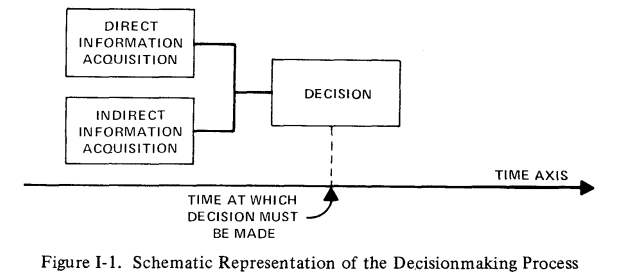 DIRECT
INFORMATION
ACQUISITION
INDIRECT
INFORMATION
ACQUISITION
DECISION
TIME AXIS
TIME AT WHICH
DECISION MUST
BE MADE
Figure I-1. Schematic Representation of the Decisionmaking Process